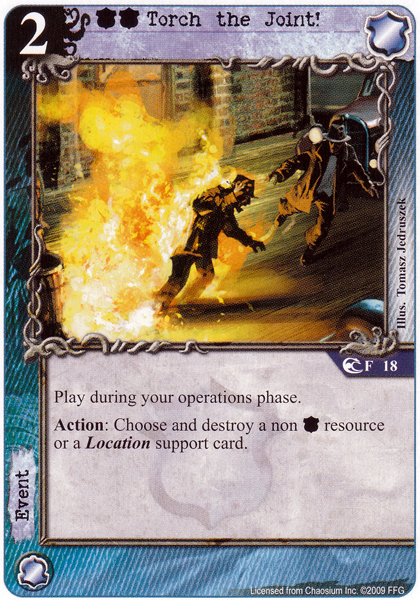 2
Torch the Joint!
Illus. Tomasz Jedruszek
F 18
Play during your operations phase.
Action: Choose and destroy a non resource
or a Location support card.
Event
Licensed from Chaosium Inc. ©2009 FFG